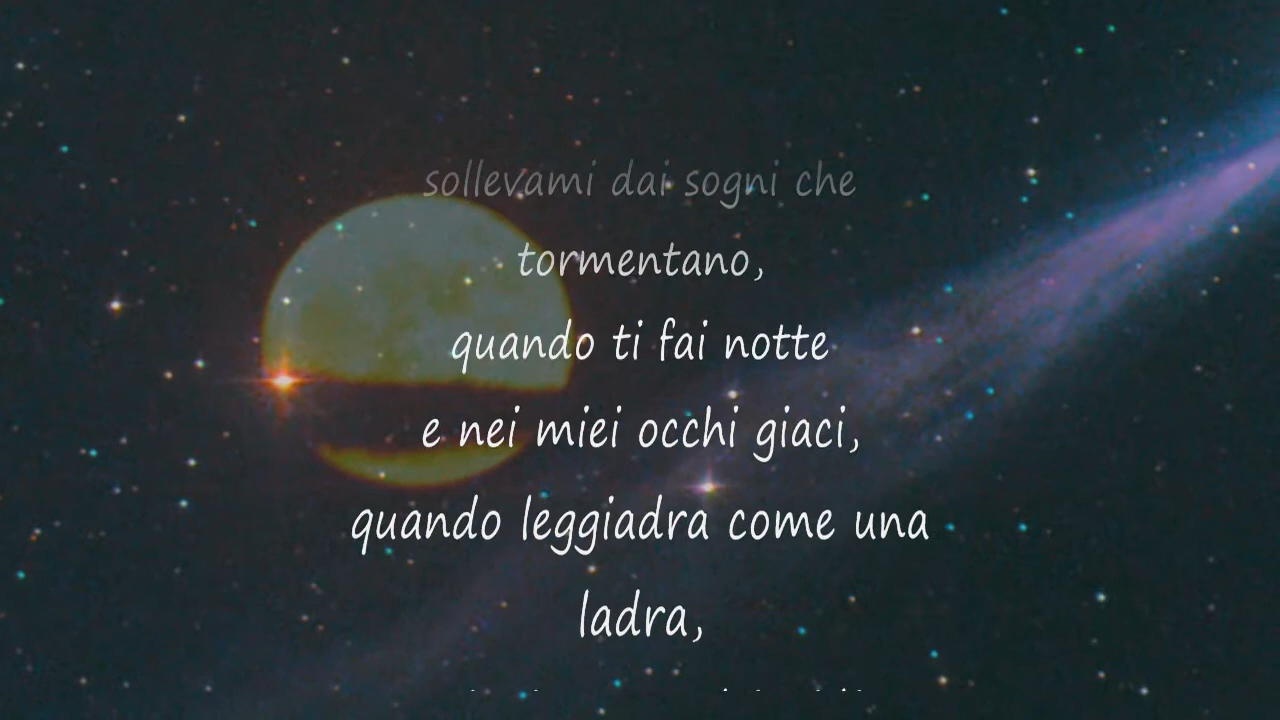 sollevami dai sogni che
tormentano,
quando ti fai notte
e nei miei occhi giaci,
quando leggiadra come una
ladra,